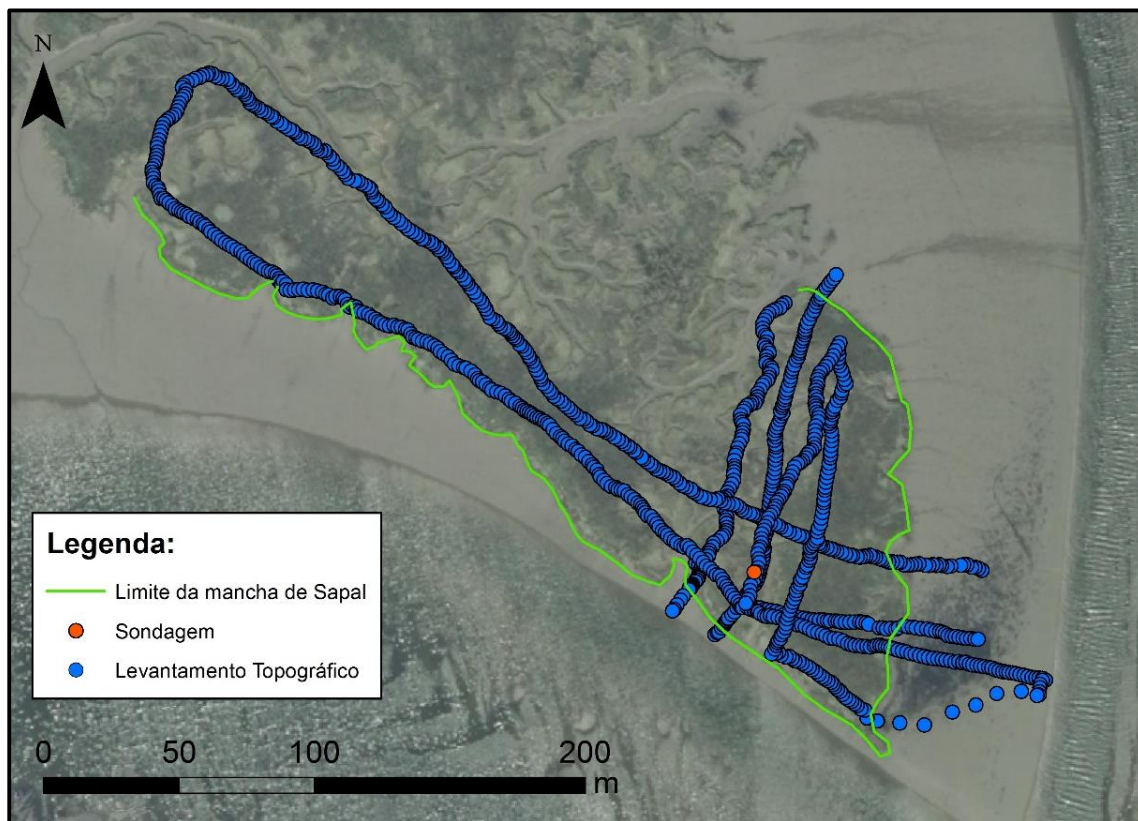 N
Legenda:
Limite da mancha de Sapal
Sondagem
Levantamento Topográfico
0 50 100 200
m